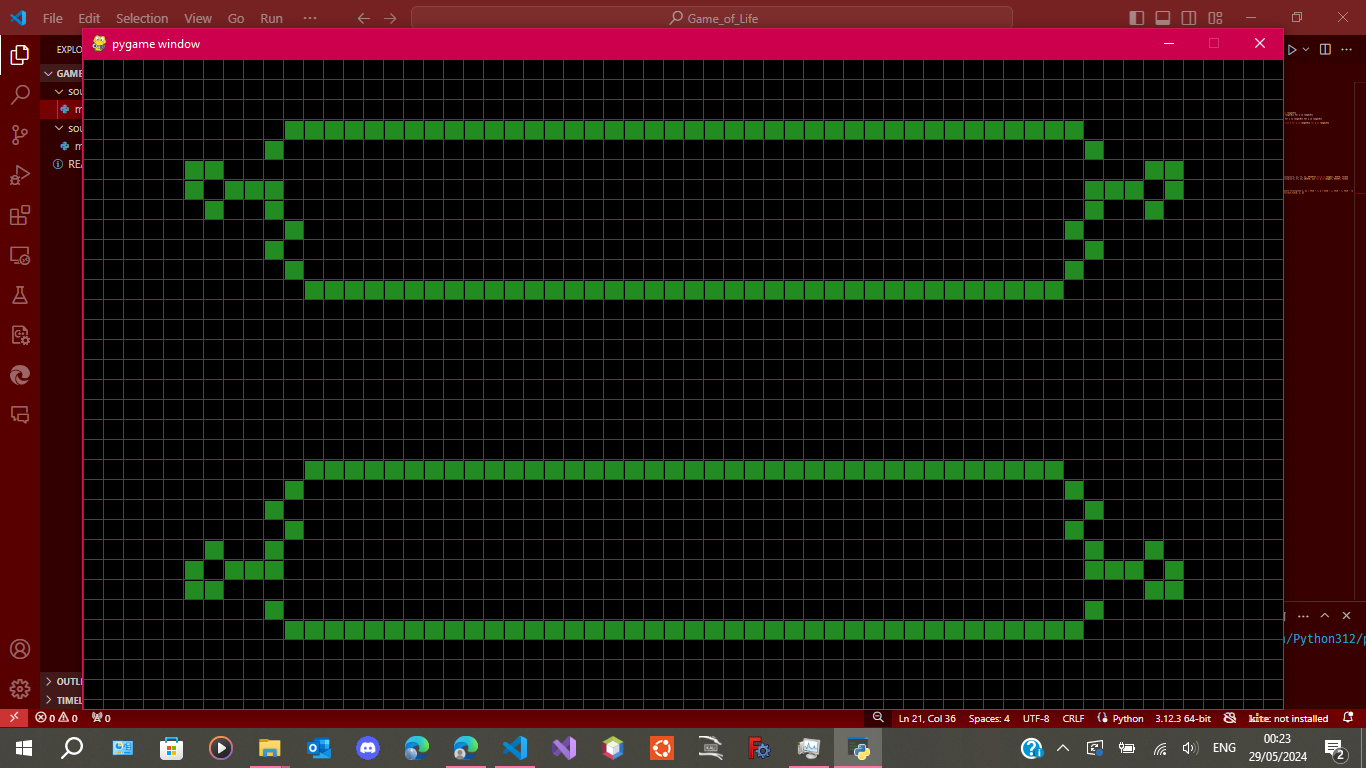 File Edit Selection View Go Run ··· Game_of_Life
pygame window
EXPLO
GAME
sou
m
sou
m
REA
u/Python312/p
OUTLI
TIMEL
0 0 0 Ln 21, Col 36 Spaces: 4 UTF-8 CRLF Python 3.12.3 64-bit kite: not installed
ENG 00:23
29/05/2024
2